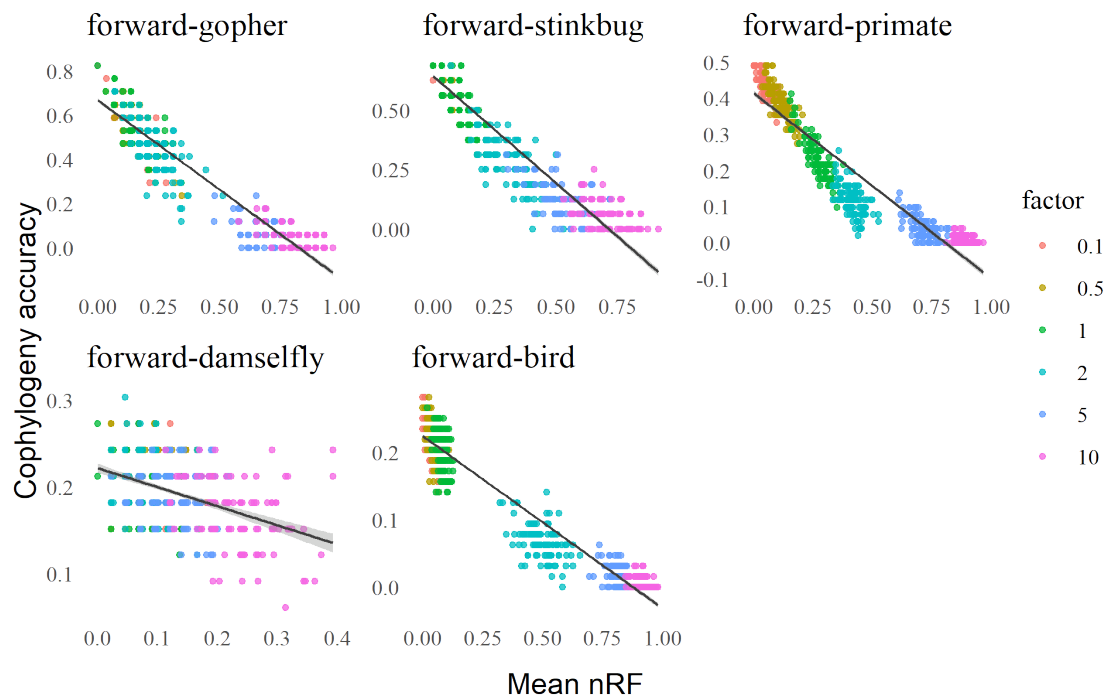 forward-gopher
forward-stinkbug
forward-primate
0.8
0.6
0.4
0.2
0.0
0.00 0.25 0.50 0.75 1.00
0.50
0.25
0.00
0.00 0.25 0.50 0.75
0.5
0.4
0.3
0.2
0.1
0.0
-0.1
0.00 0.25 0.50 0.75 1.00
Cophylogeny accuracy
forward-damselfly
forward-bird
0.3
0.2
0.1
0.0 0.1 0.2 0.3 0.4
0.2
0.1
0.0
0.00 0.25 0.50 0.75 1.00
Mean nRF
factor
0.1
0.5
1
2
5
10